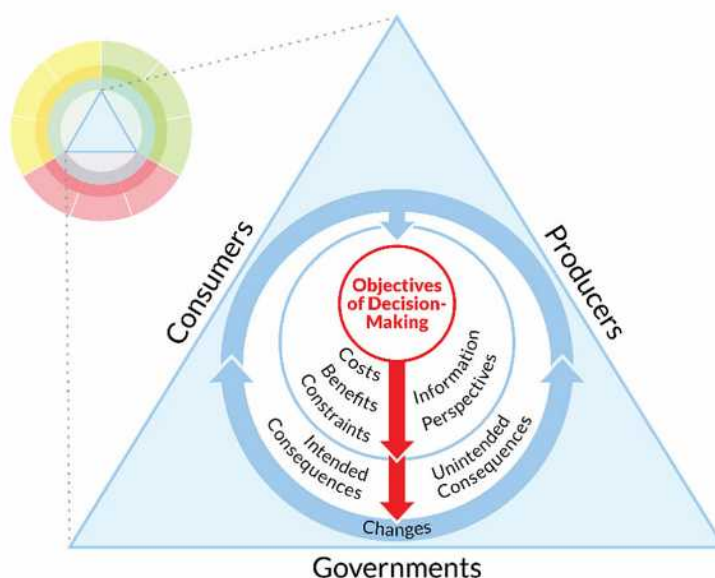 Consumers
Producers
Objectives
of Decision-
Making
Costs
Benefits
Constraints
Information
Perspectives
Intended
Consequences
Unintended
Consequences
Changes
Governments